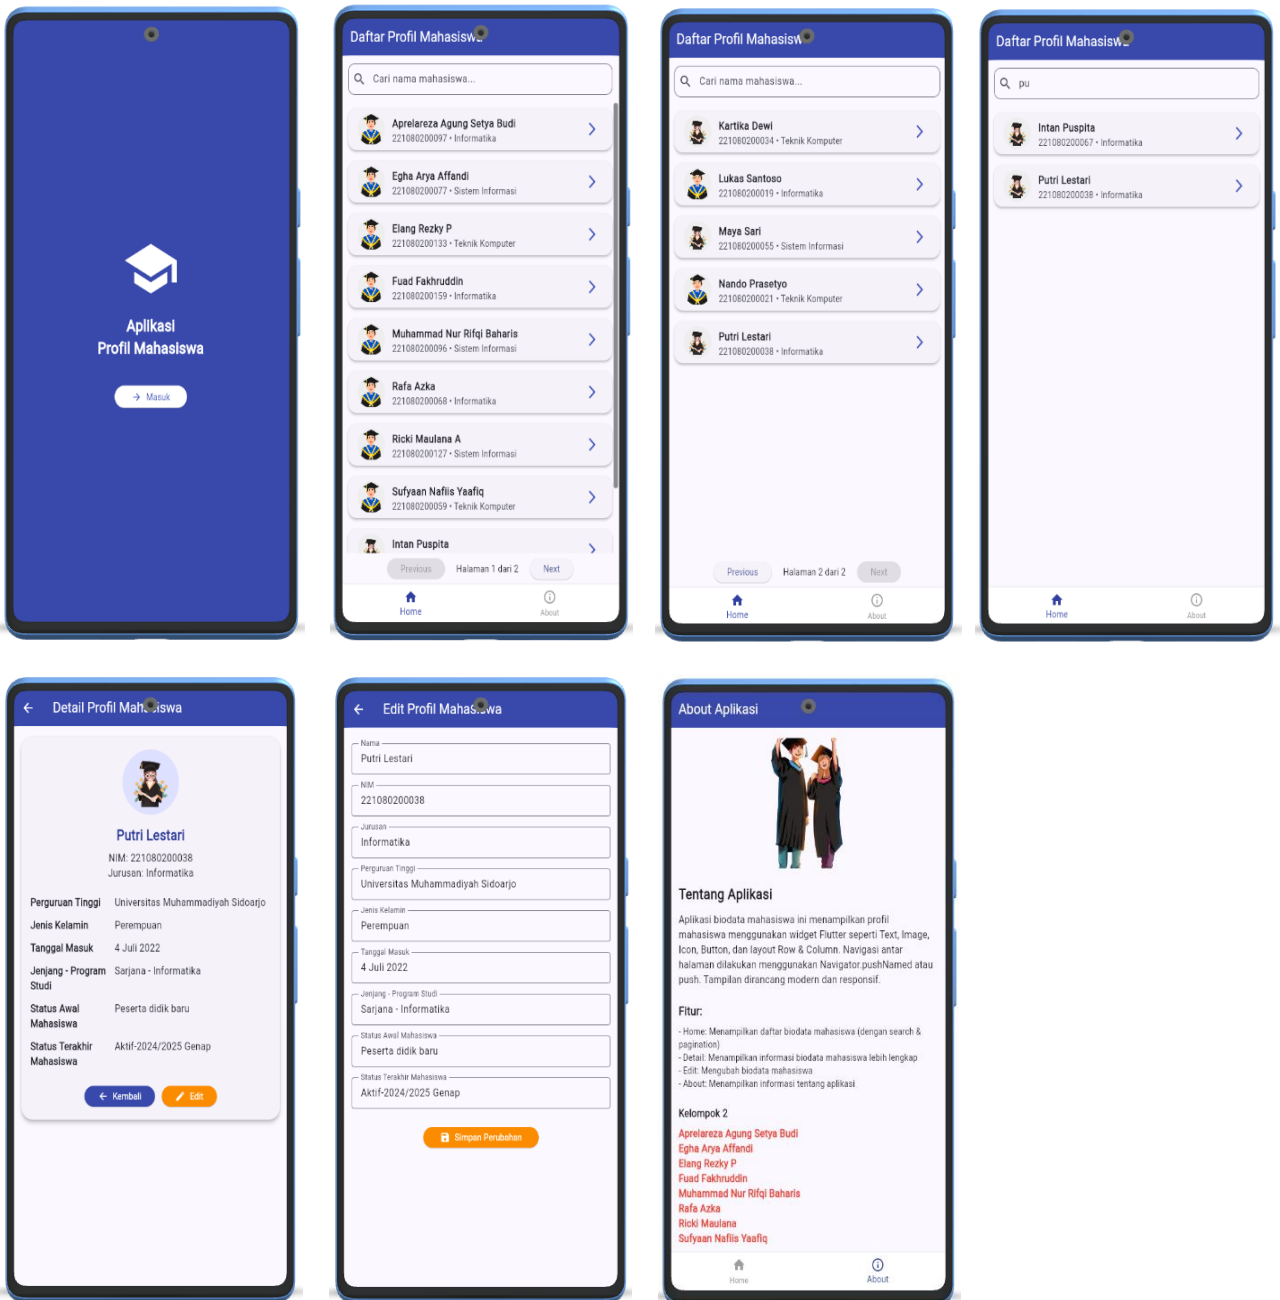 Aplikasi
Profil Mahasiswa
Masuk
Daftar Profil Mahasiswa
Cari nama mahasiswa...
Aprelareza Agung Setya Budi
221080200097 • Informatika
Egha Arya Affandi
221080200077 • Sistem Informasi
Elang Rezky P
221080200133 • Teknik Komputer
Fuad Fakhruddin
221080200159 • Informatika
Muhammad Nur Rifqi Baharis
221080200096 • Sistem Informasi
Rafa Azka
221080200068 • Informatika
Ricki Maulana A
221080200127 • Sistem Informasi
Sufyaan Nafiis Yaafiq
221080200059 • Teknik Komputer
Intan Puspita
Previous Halaman 1 dari 2 Next
Home About
Daftar Profil Mahasisw
Cari nama mahasiswa...
Kartika Dewi
221080200034 • Teknik Komputer
Lukas Santoso
221080200019 • Informatika
Maya Sari
221080200055 • Sistem Informasi
Nando Prasetyo
221080200021 • Teknik Komputer
Putri Lestari
221080200038 • Informatika
Previous Halaman 2 dari 2 Next
Home About
Daftar Profil Mahasiswa
pu
Intan Puspita
221080200067 • Informatika
Putri Lestari
221080200038 • Informatika
Home About
Detail Profil Mahasiswa
Putri Lestari
NIM: 221080200038
Jurusan: Informatika
Perguruan Tinggi Universitas Muhammadiyah Sidoarjo
Jenis Kelamin Perempuan
Tanggal Masuk 4 Juli 2022
Jenjang - Program Sarjana - Informatika
Studi
Status Awal Peserta didik baru
Mahasiswa
Status Terakhir Aktif-2024/2025 Genap
Mahasiswa
Kembali Edit
Edit Profil Mahasiswa
Nama
Putri Lestari
NIM
221080200038
Jurusan
Informatika
Perguruan Tinggi
Universitas Muhammadiyah Sidoarjo
Jenis Kelamin
Perempuan
Tanggal Masuk
4 Juli 2022
Jenjang - Program Studi
Sarjana - Informatika
Status Awal Mahasiswa
Peserta didik baru
Status Terakhir Mahasiswa
Aktif-2024/2025 Genap
Simpan Perubahan
About Aplikasi
Tentang Aplikasi
Aplikasi biodata mahasiswa ini menampilkan profil
mahasiswa menggunakan widget Flutter seperti Text, Image,
Icon, Button, dan layout Row & Column. Navigasi antar
halaman dilakukan menggunakan Navigator.pushNamed atau
push. Tampilan dirancang modern dan responsif.
Fitur:
- Home: Menampilkan daftar biodata mahasiswa (dengan search &
pagination)
- Detail: Menampilkan informasi biodata mahasiswa lebih lengkap
- Edit: Mengubah biodata mahasiswa
- About: Menampilkan informasi tentang aplikasi
Kelompok 2
Aprelareza Agung Setya Budi
Egha Arya Affandi
Elang Rezky P
Fuad Fakhruddin
Muhammad Nur Rifqi Baharis
Rafa Azka
Ricki Maulana
Sufyaan Nafiis Yaafiq
Home About